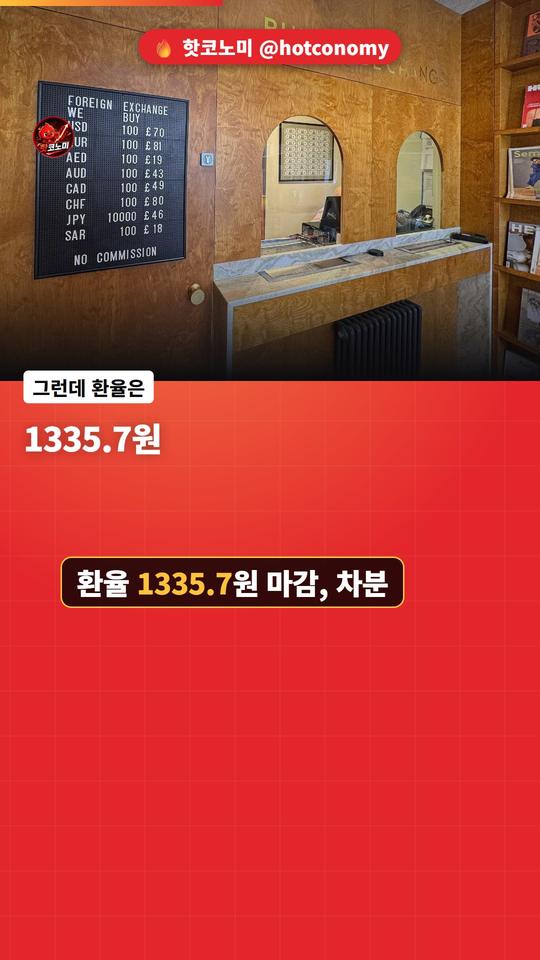 핫코노미 @hotconomy
FOREIGN EXCHANGE
WE BUY
USD 100 £70
EUR 100 £81
AED 100 £19
AUD 100 £43
CAD 100 £49
CHF 100 £80
JPY 10000 £46
SAR 100 £18
NO COMMISSION
핫코노미
그런데 환율은
1335.7원
환율 1335.7원 마감, 차분